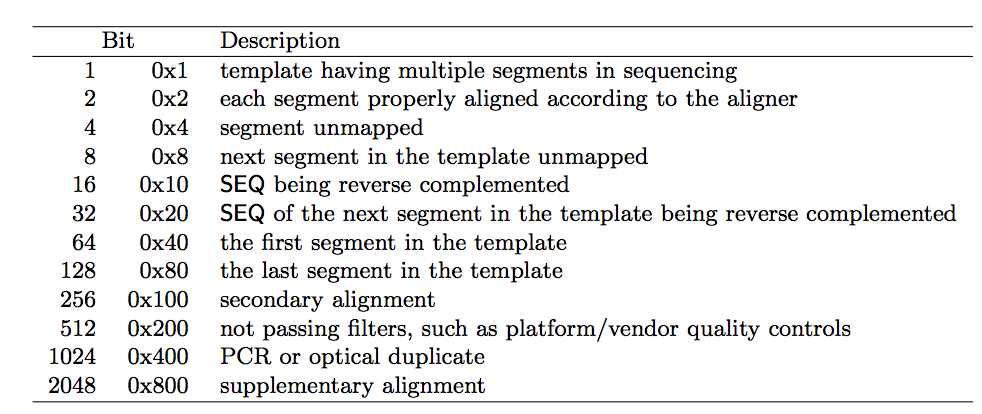 Bit Description
1 0x1 template having multiple segments in sequencing
2 0x2 each segment properly aligned according to the aligner
4 0x4 segment unmapped
8 0x8 next segment in the template unmapped
16 0x10 SEQ being reverse complemented
32 0x20 SEQ of the next segment in the template being reverse complemented
64 0x40 the first segment in the template
128 0x80 the last segment in the template
256 0x100 secondary alignment
512 0x200 not passing filters, such as platform/vendor quality controls
1024 0x400 PCR or optical duplicate
2048 0x800 supplementary alignment